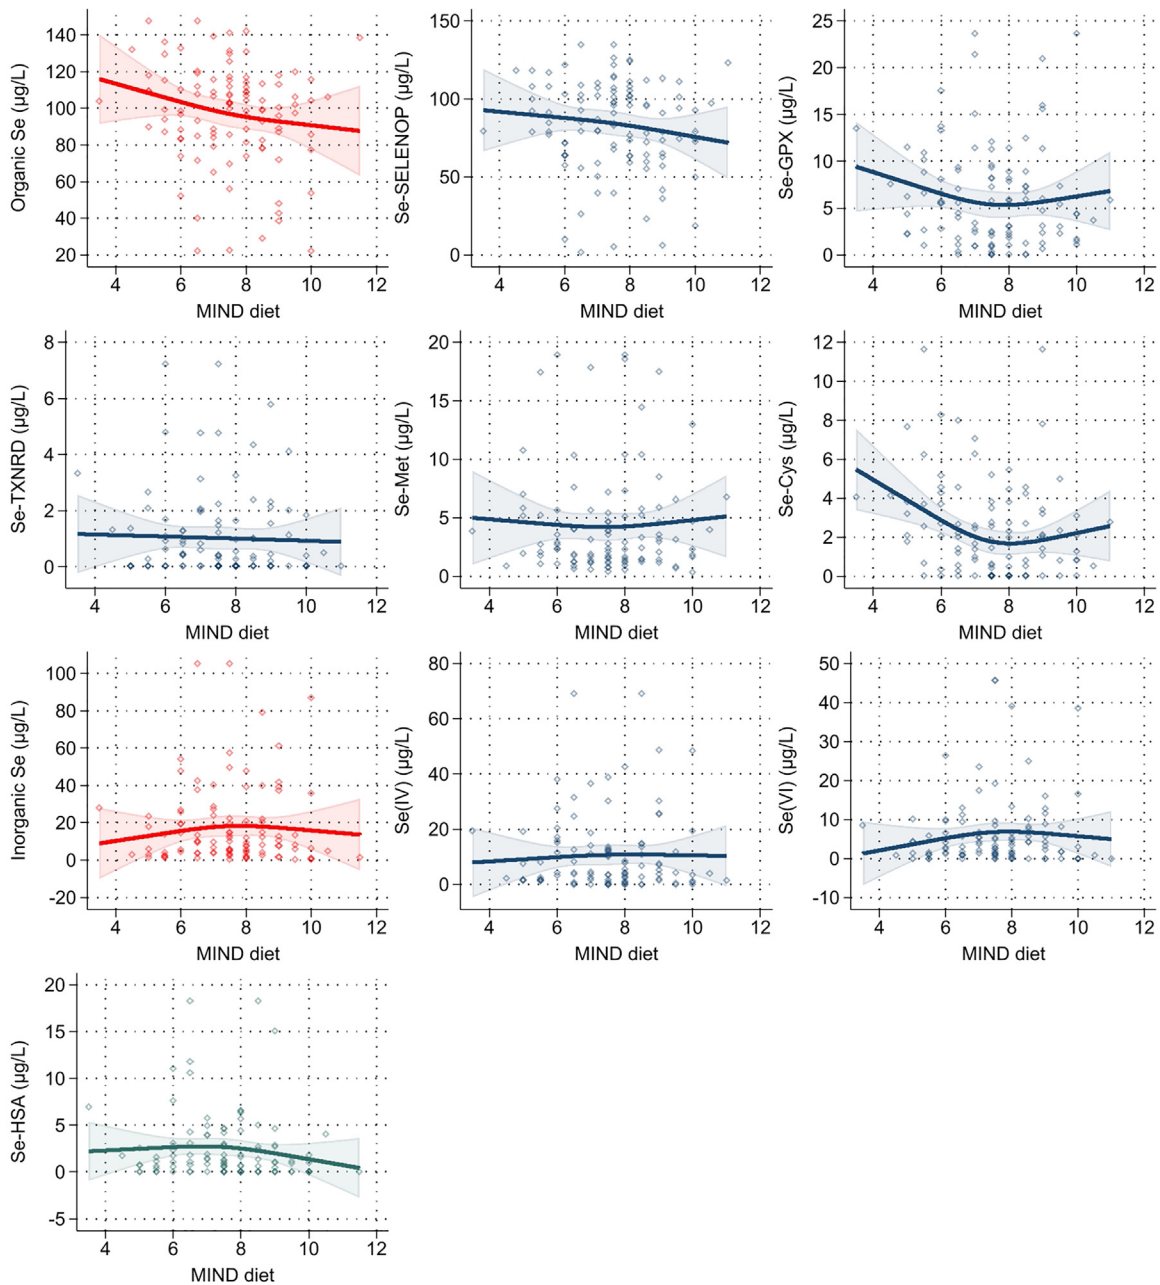 Organic Se (µg/L)
140
120
100
80
60
40
20
4 6 8 10 12
MIND diet
Se-SELENOP (µg/L)
150
100
50
0
4 6 8 10 12
MIND diet
Se-GPX (µg/L)
25
20
15
10
5
0
4 6 8 10 12
MIND diet
Se-TXNRD (µg/L)
8
6
4
2
0
4 6 8 10 12
MIND diet
Se-Met (µg/L)
20
15
10
5
0
4 6 8 10 12
MIND diet
Se-Cys (µg/L)
12
10
8
6
4
2
0
4 6 8 10 12
MIND diet
Inorganic Se (µg/L)
100
80
60
40
20
0
-20
4 6 8 10 12
MIND diet
Se(IV) (µg/L)
80
60
40
20
0
4 6 8 10 12
MIND diet
Se(VI) (µg/L)
50
40
30
20
10
0
-10
4 6 8 10 12
MIND diet
Se-HSA (µg/L)
20
15
10
5
0
-5
4 6 8 10 12
MIND diet